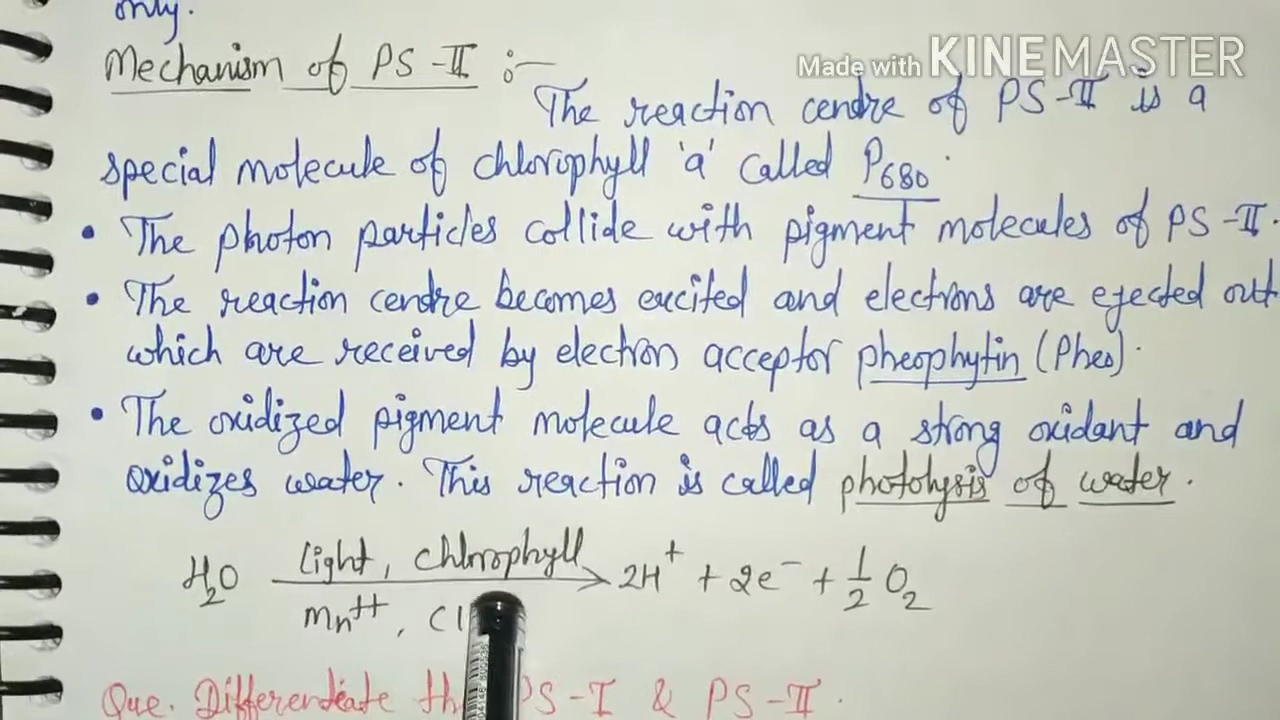 only.
Made with KINEMASTER
Mechanism of PS-II :-
The reaction centre of PS-II is a
special molecule of chlorophyll 'a' called P680.
• The photon particles collide with pigment molecules of PS-II.
• The reaction centre becomes excited and electrons are ejected out
which are received by electron acceptor pheophytin (Pheo).
• The oxidized pigment molecule acts as a strong oxidant and
oxidizes water. This reaction is called photolysis of water.
H2O light, chlorophyll → 2H+ + 2e- + 1/2 O2
Mn++, Cl
Que. Differentiate PS-I & PS-II.